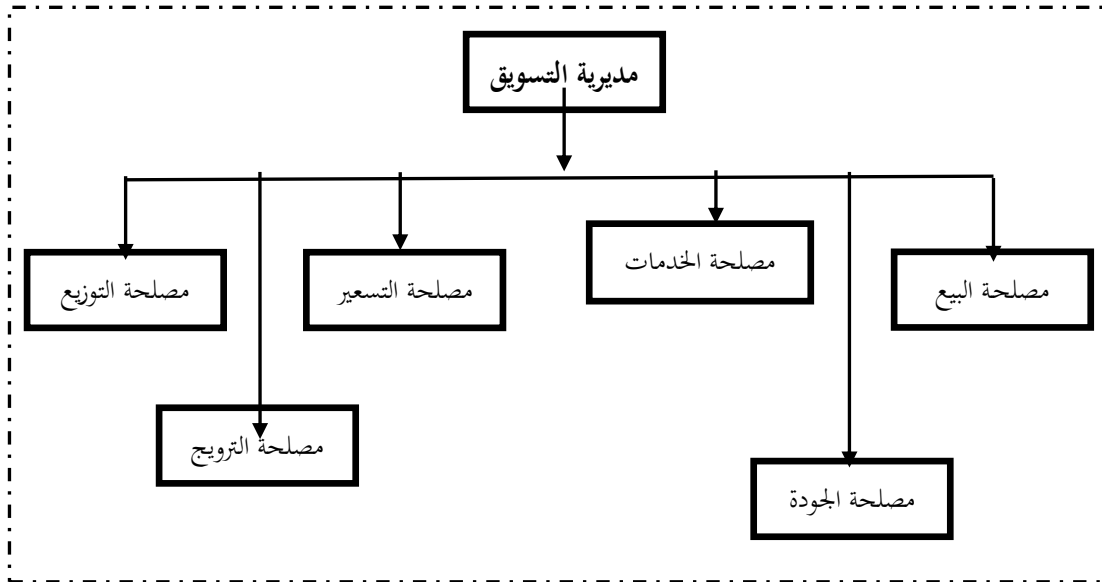 مديرية التسويق
مصلحة البيع
مصلحة الخدمات
مصلحة التسعير
مصلحة التوزيع
مصلحة الجودة
مصلحة الترويج